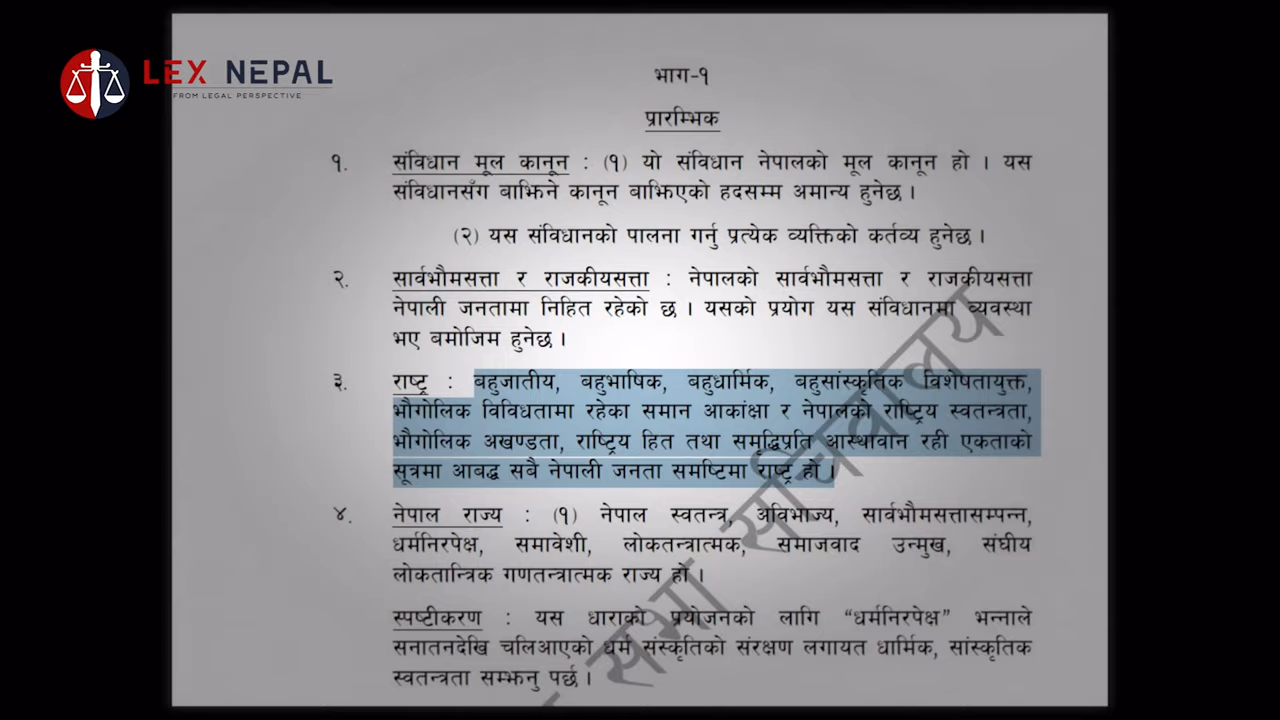 LEX NEPAL
FROM LEGAL PERSPECTIVE
भाग-१
प्रारम्भिक
१. संविधान मूल कानून : (१) यो संविधान नेपालको मूल कानून हो । यस
संविधानसँग बाझिने कानून बाझिएको हदसम्म अमान्य हुनेछ ।
(२) यस संविधानको पालना गर्नु प्रत्येक व्यक्तिको कर्तव्य हुनेछ ।
२. सार्वभौमसत्ता र राजकीयसत्ता : नेपालको सार्वभौमसत्ता र राजकीयसत्ता
नेपाली जनतामा निहित रहेको छ । यसको प्रयोग यस संविधानमा व्यवस्था
भए बमोजिम हुनेछ ।
३. राष्ट्र : बहुजातीय, बहुभाषिक, बहुधार्मिक, बहुसांस्कृतिक विशेषतायुक्त,
भौगोलिक विविधतामा रहेका समान आकांक्षा र नेपालको राष्ट्रिय स्वतन्त्रता,
भौगोलिक अखण्डता, राष्ट्रिय हित तथा समृद्धिप्रति आस्थावान रही एकताको
सूत्रमा आबद्ध सबै नेपाली जनता समष्टिमा राष्ट्र हो ।
४. नेपाल राज्य : (१) नेपाल स्वतन्त्र, अविभाज्य, सार्वभौमसत्तासम्पन्न,
धर्मनिरपेक्ष, समावेशी, लोकतन्त्रात्मक, समाजवाद उन्मुख, संघीय
लोकतान्त्रिक गणतन्त्रात्मक राज्य हो ।
स्पष्टीकरण : यस धाराको प्रयोजनको लागि “धर्मनिरपेक्ष” भन्नाले
सनातनदेखि चलिआएको धर्म संस्कृतिको संरक्षण लगायत धार्मिक, सांस्कृतिक
स्वतन्त्रता सम्झनु पर्छ ।
सभा सचिवालय